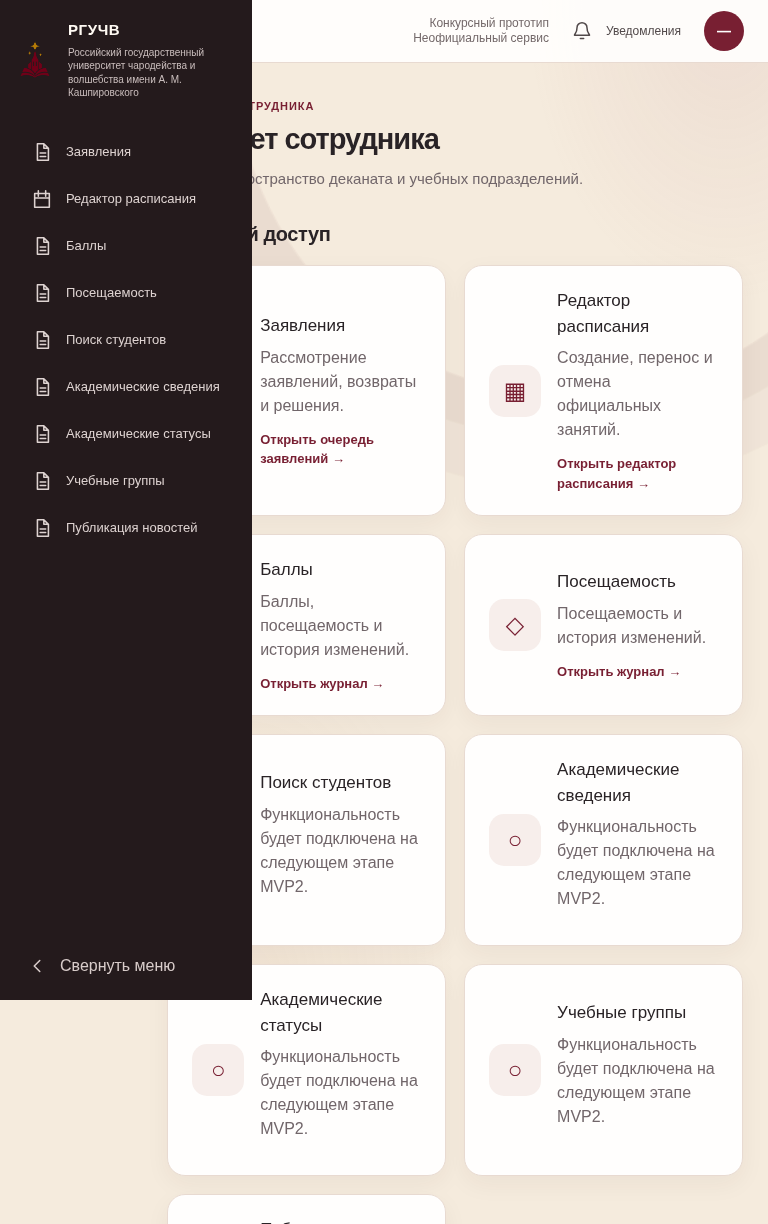 РГУЧВ
Российский государственный
университет чародейства и
волшебства имени А. М.
Кашпировского
Заявления
Редактор расписания
Баллы
Посещаемость
Поиск студентов
Академические сведения
Академические статусы
Учебные группы
Публикация новостей
Свернуть меню
Конкурсный прототип
Неофициальный сервис
Уведомления
ТРУДНИКА
ет сотрудника
остранство деканата и учебных подразделений.
й доступ
Заявления
Рассмотрение
заявлений, возвраты
и решения.
Открыть очередь
заявлений →
Редактор
расписания
Создание, перенос и
отмена
официальных
занятий.
Открыть редактор
расписания →
Баллы
Баллы,
посещаемость и
история изменений.
Открыть журнал →
Посещаемость
Посещаемость и
история изменений.
Открыть журнал →
Поиск студентов
Функциональность
будет подключена на
следующем этапе
MVP2.
Академические
сведения
Функциональность
будет подключена на
следующем этапе
MVP2.
Академические
статусы
Функциональность
будет подключена на
следующем этапе
MVP2.
Учебные группы
Функциональность
будет подключена на
следующем этапе
MVP2.